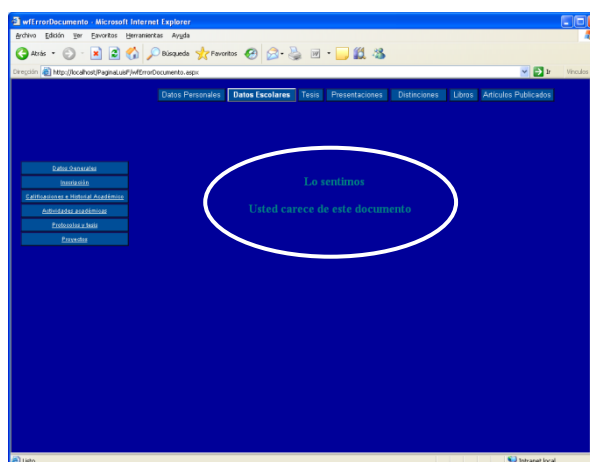 wfErrorDocumento - Microsoft Internet Explorer
Archivo Edición Ver Favoritos Herramientas Ayuda
Atrás Búsqueda Favoritos
Dirección http://localhost/PaginaLuisF/wfErrorDocumento.aspx Ir Vínculos
Datos Personales Datos Escolares Tesis Presentaciones Distinciones Libros Artículos Publicados
Datos Generales
Inscripción
Calificaciones e Historial Académico
Actividades académicas
Protocolos y tesis
Proyectos
Lo sentimos
Usted carece de este documento
Listo Intranet local